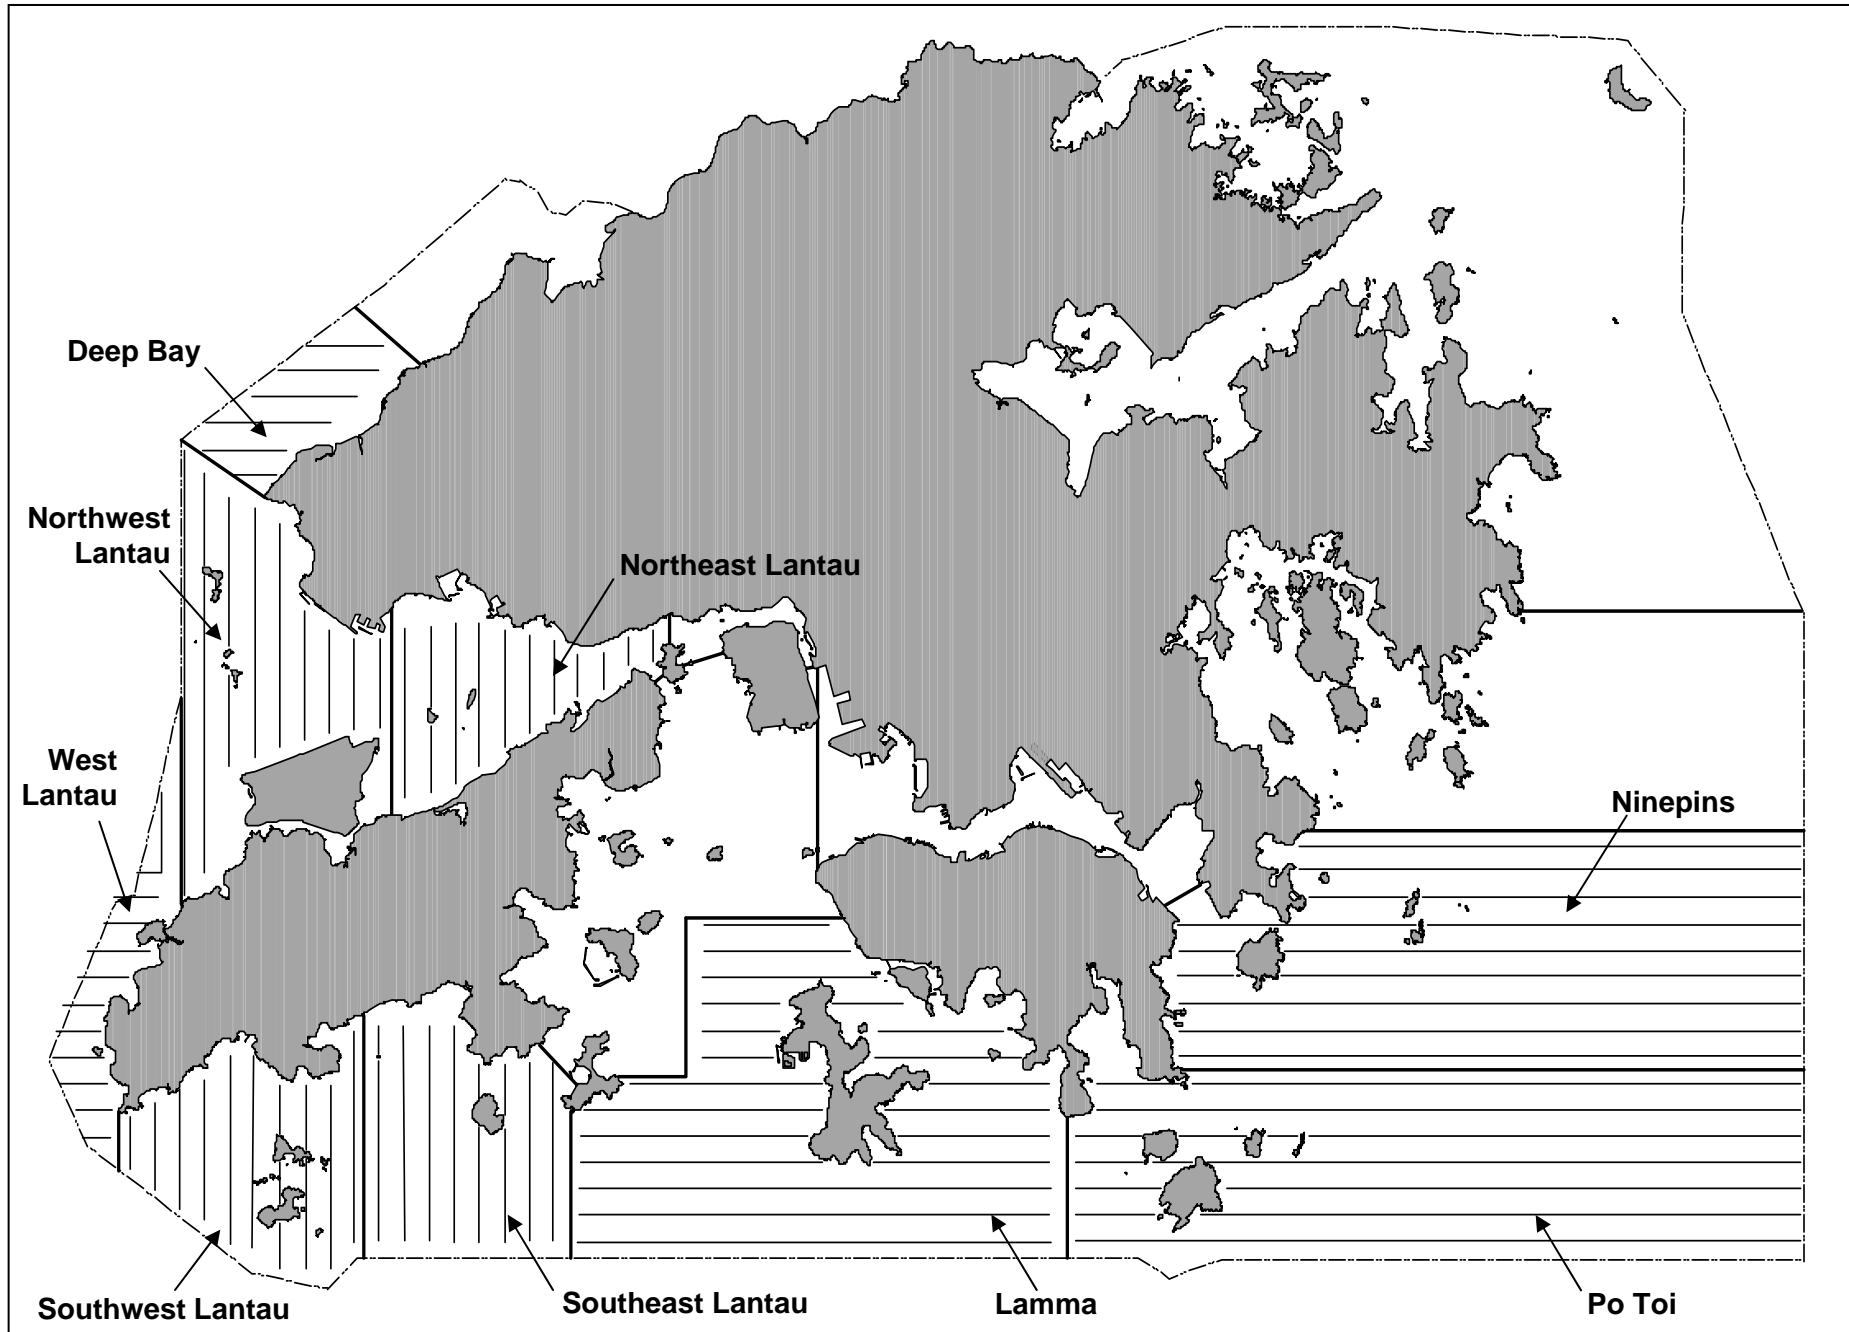 Deep Bay
Northwest
Lantau
Northeast Lantau
West
Lantau
Ninepins
Southwest Lantau
Southeast Lantau
Lamma
Po Toi